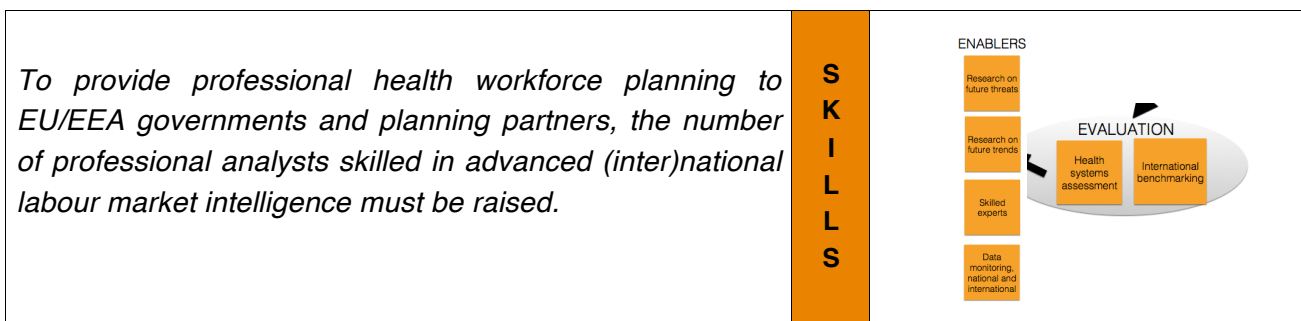 To provide professional health workforce planning to
EU/EEA governments and planning partners, the number
of professional analysts skilled in advanced (inter)national
labour market intelligence must be raised.
S
K
I
L
L
S
ENABLERS
Research on
future threats
Research on
future trends
Skilled
experts
Data
monitoring,
national and
international
EVALUATION
Health
systems
assessment
International
benchmarking